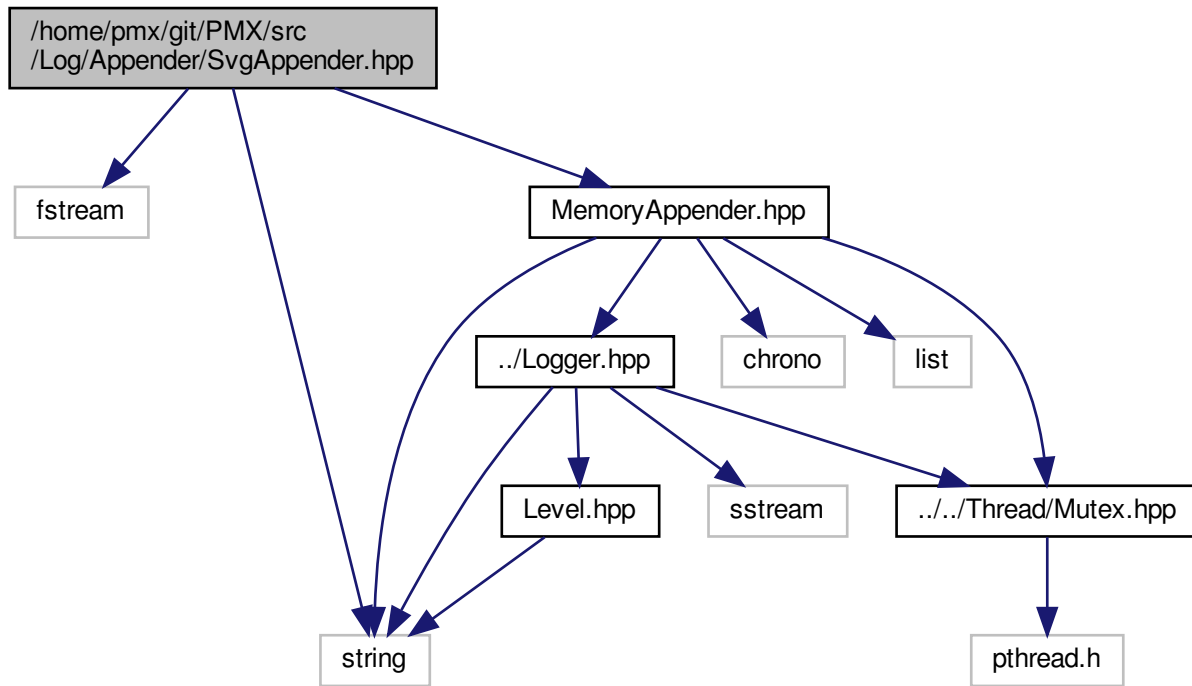 /home/pmx/git/PMX/src
/Log/Appender/SvgAppender.hpp
fstream
MemoryAppender.hpp
../Logger.hpp
chrono
list
Level.hpp
sstream
../../Thread/Mutex.hpp
string
pthread.h